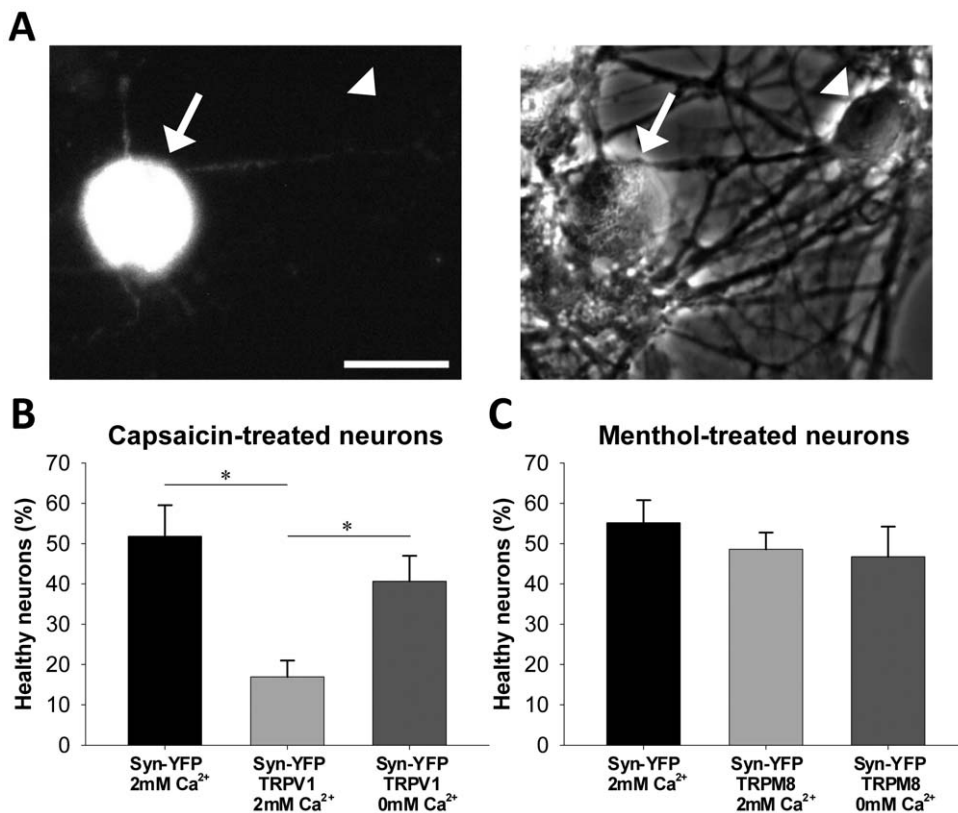 A
B
Capsaicin-treated neurons
Healthy neurons (%)
70
60
50
40
30
20
10
0
*
*
Syn-YFP
2mM Ca²⁺
Syn-YFP
TRPV1
2mM Ca²⁺
Syn-YFP
TRPV1
0mM Ca²⁺
C
Menthol-treated neurons
Healthy neurons (%)
70
60
50
40
30
20
10
0
Syn-YFP
2mM Ca²⁺
Syn-YFP
TRPM8
2mM Ca²⁺
Syn-YFP
TRPM8
0mM Ca²⁺